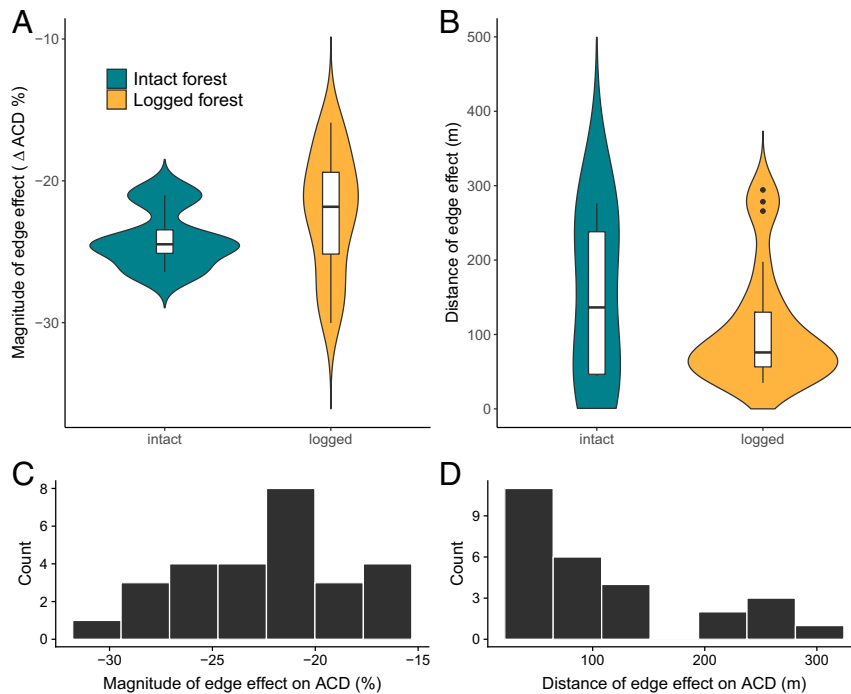 A
Magnitude of edge effect ( Δ ACD %)
−10
−20
−30
Intact forest
Logged forest
intact
logged
B
Distance of edge effect (m)
500
400
300
200
100
0
intact
logged
C
Count
8
6
4
2
0
−30
−25
−20
−15
Magnitude of edge effect on ACD (%)
D
Count
9
6
3
0
100
200
300
Distance of edge effect on ACD (m)